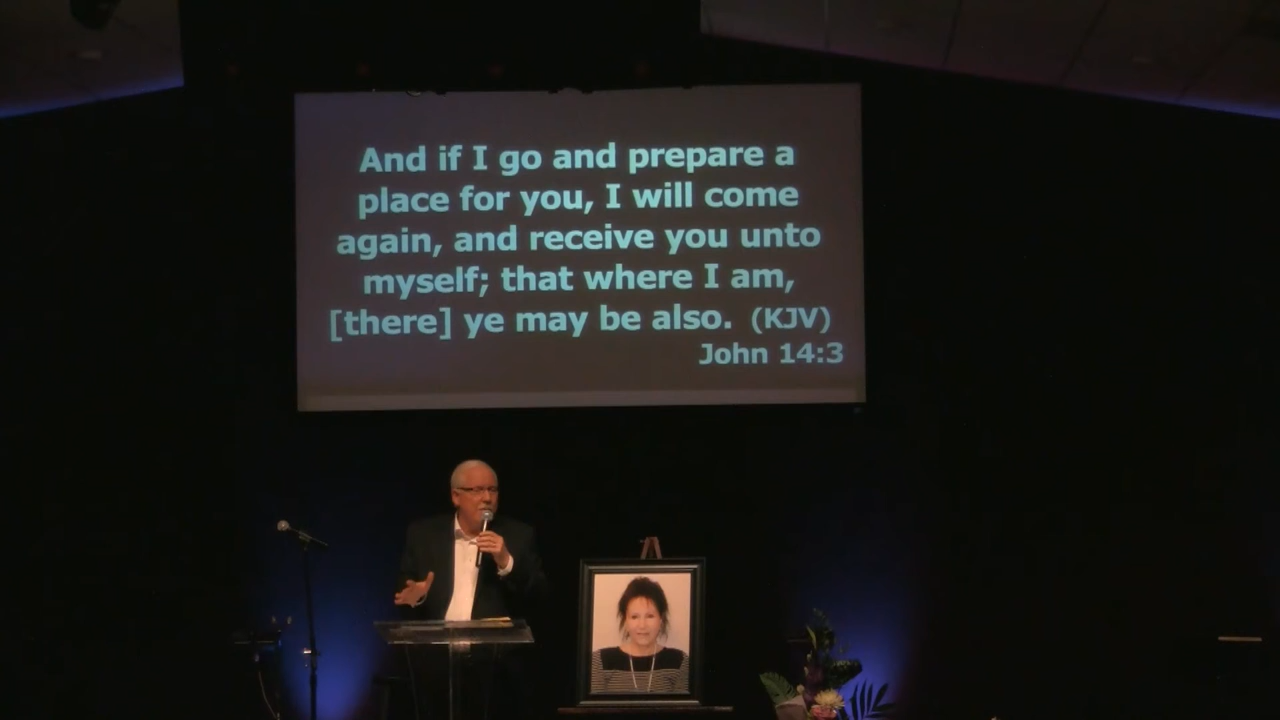 And if I go and prepare a
place for you, I will come
again, and receive you unto
myself; that where I am,
[there] ye may be also. (KJV)
John 14:3